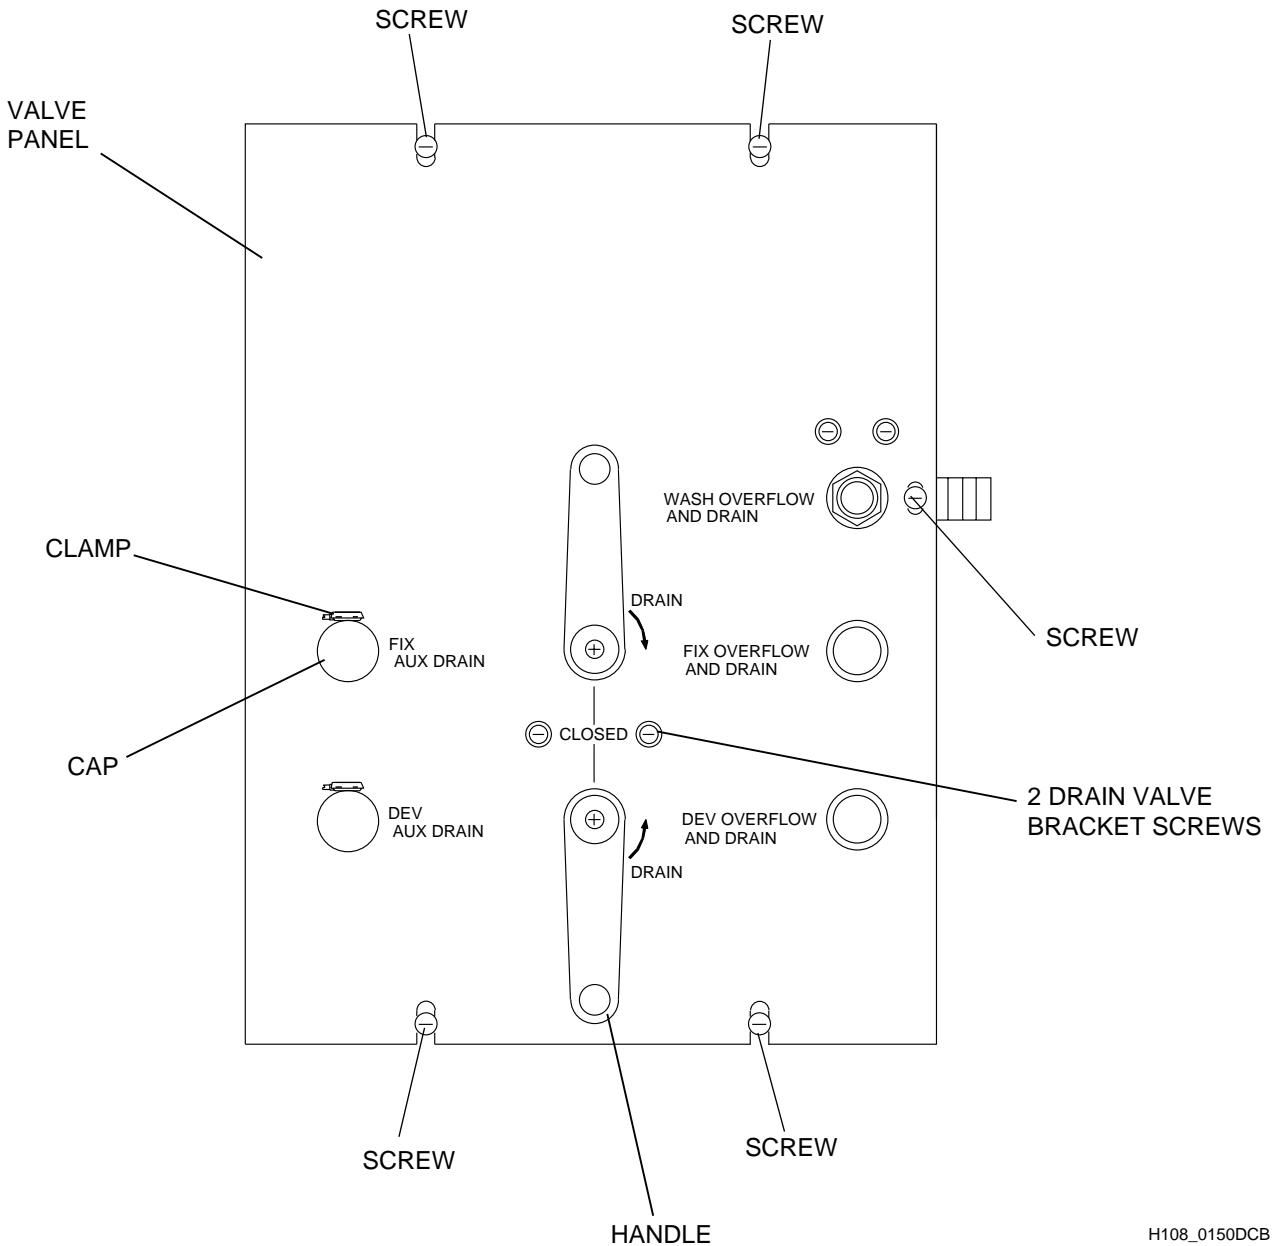 SCREW
SCREW
VALVE
PANEL
WASH OVERFLOW
AND DRAIN
CLAMP
DRAIN
SCREW
FIX
AUX DRAIN
FIX OVERFLOW
AND DRAIN
CLOSED
CAP
2 DRAIN VALVE
BRACKET SCREWS
DEV
AUX DRAIN
DEV OVERFLOW
AND DRAIN
DRAIN
SCREW
SCREW
HANDLE
H108_0150DCB